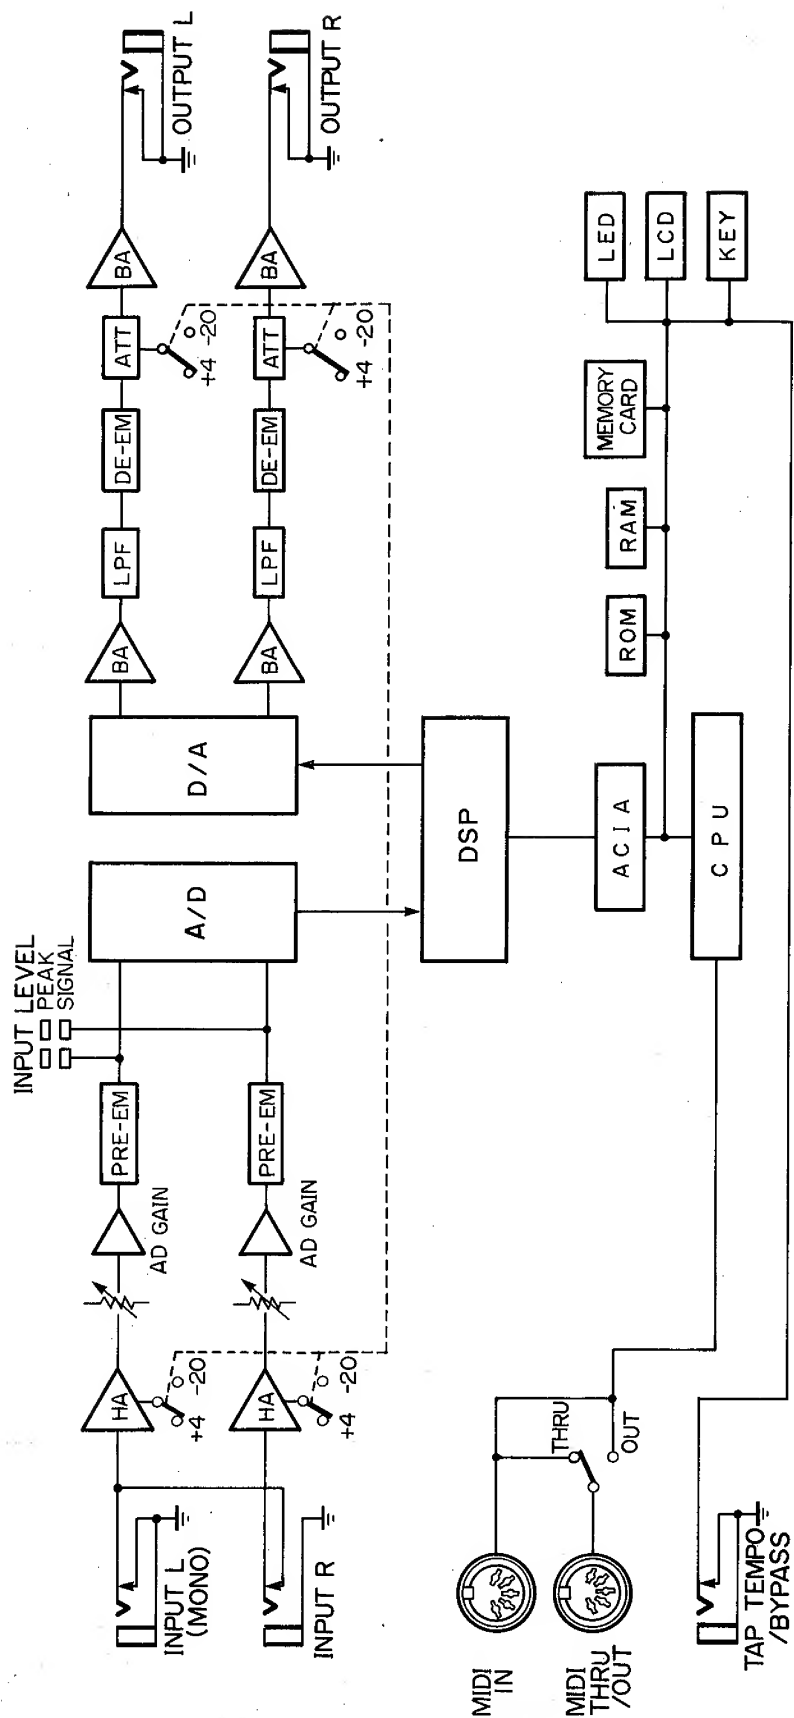 INPUT L
(MONO)
INPUT R
HA
+4 -20
HA
+4 -20
AD GAIN
AD GAIN
PRE-EM
PRE-EM
INPUT LEVEL
PEAK
SIGNAL
A/D
D/A
BA
BA
LPF
LPF
DE-EM
DE-EM
ATT
+4 -20
ATT
+4 -20
BA
BA
OUTPUT L
OUTPUT R
DSP
MIDI
IN
MIDI
THRU
/OUT
THRU
OUT
ACIA
CPU
ROM
RAM
MEMORY
CARD
LED
LCD
KEY
TAP TEMPO
/BYPASS